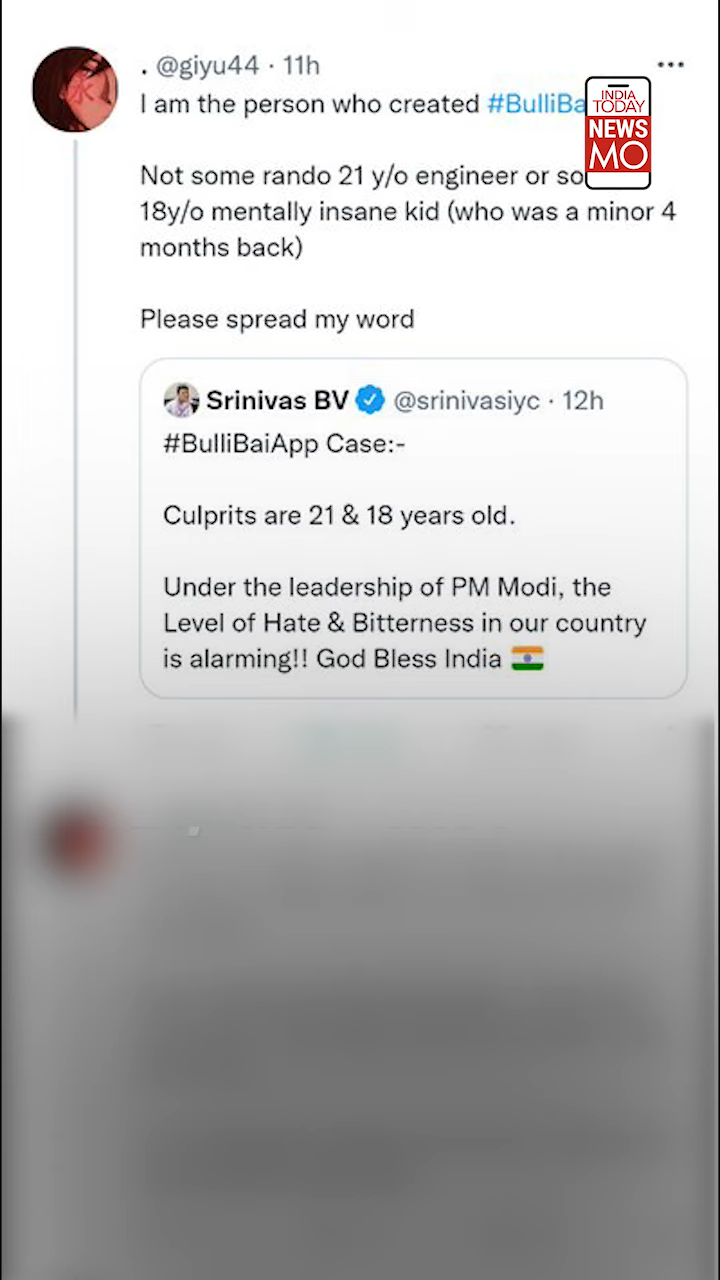 . @giyu44 · 11h
I am the person who created #BulliBa
INDIA
TODAY
NEWS
MO
Not some rando 21 y/o engineer or so
18y/o mentally insane kid (who was a minor 4
months back)
Please spread my word
Srinivas BV @srinivasiyc · 12h
#BulliBaiApp Case:-
Culprits are 21 & 18 years old.
Under the leadership of PM Modi, the
Level of Hate & Bitterness in our country
is alarming!! God Bless India 🇮🇳